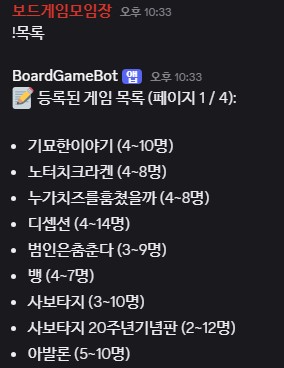 보드게임모임장 오후 10:33
!목록
BoardGameBot 앱 오후 10:33
📝 등록된 게임 목록 (페이지 1 / 4):
• 기묘한이야기 (4~10명)
• 노터치크라켄 (4~8명)
• 누가치즈를훔쳤을까 (4~8명)
• 디셉션 (4~14명)
• 범인은춤춘다 (3~9명)
• 뱅 (4~7명)
• 사보타지 (3~10명)
• 사보타지 20주년기념판 (2~12명)
• 아발론 (5~10명)